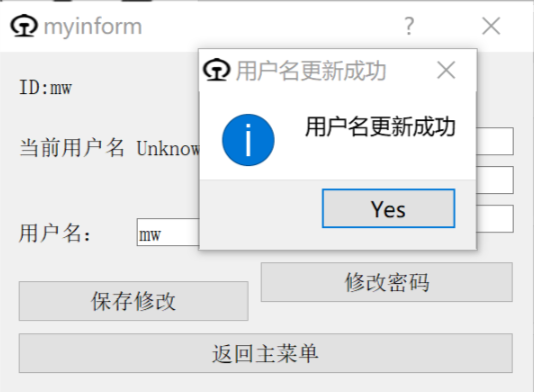 myinform
?
用户名更新成功
ID:mw
用户名更新成功
当前用户名 Unknow
Yes
用户名:
mw
修改密码
保存修改
返回主菜单